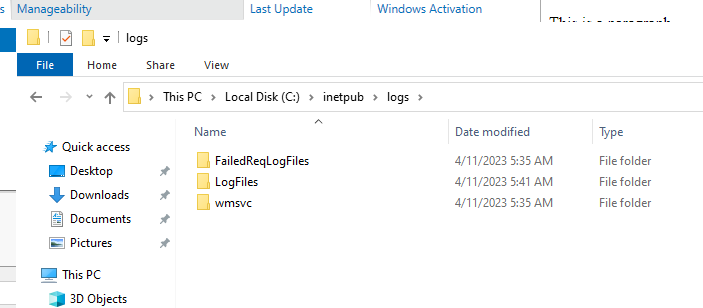 s Manageability Last Update Windows Activation
This is a paragraph
logs
File Home Share View
This PC Local Disk (C:) inetpub logs
Name Date modified Type
Quick access
Desktop
Downloads
Documents
Pictures
This PC
3D Objects
FailedReqLogFiles 4/11/2023 5:35 AM File folder
LogFiles 4/11/2023 5:41 AM File folder
wmsvc 4/11/2023 5:35 AM File folder